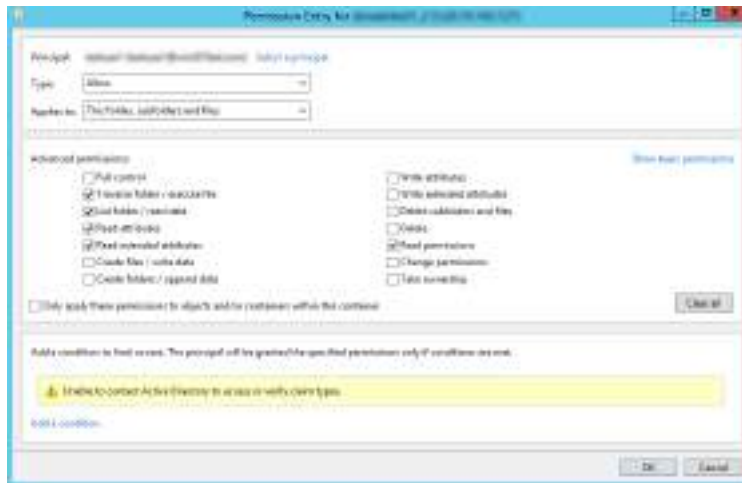 Permission Entry for
Principal: Select a principal
Type: Allow
Applies to: This folder, subfolders and files
Advanced permissions: Show basic permissions
Full control Write attributes
Traverse folder / execute file Write extended attributes
List folder / read data Delete subfolders and files
Read attributes Delete
Read extended attributes Read permissions
Create files / write data Change permissions
Create folders / append data Take ownership
Only apply these permissions to objects and/or containers within this container Clear all
Add a condition to limit access. The principal will be granted the specified permissions only if conditions are met.
Unable to contact Active Directory to access or verify claim types.
Add a condition
OK Cancel